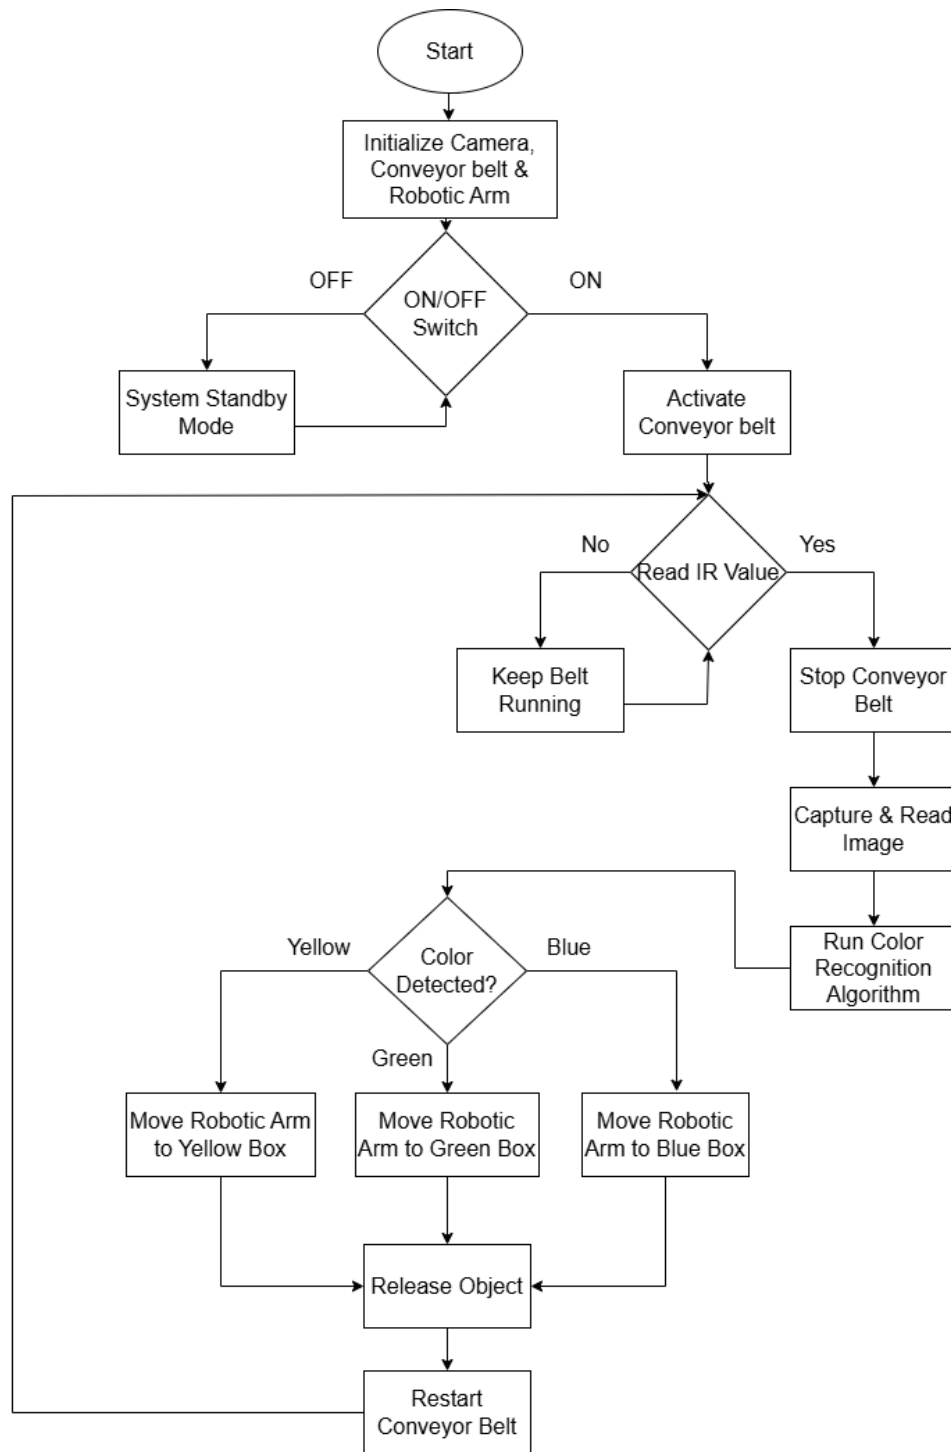 Start
Initialize Camera,
Conveyor belt &
Robotic Arm
OFF
ON/OFF
Switch
ON
System Standby
Mode
Activate
Conveyor belt
No
Read IR Value
Yes
Keep Belt
Running
Stop Conveyor
Belt
Capture & Read
Image
Run Color
Recognition
Algorithm
Yellow
Color
Detected?
Blue
Green
Move Robotic Arm
to Yellow Box
Move Robotic
Arm to Green Box
Move Robotic
Arm to Blue Box
Release Object
Restart
Conveyor Belt